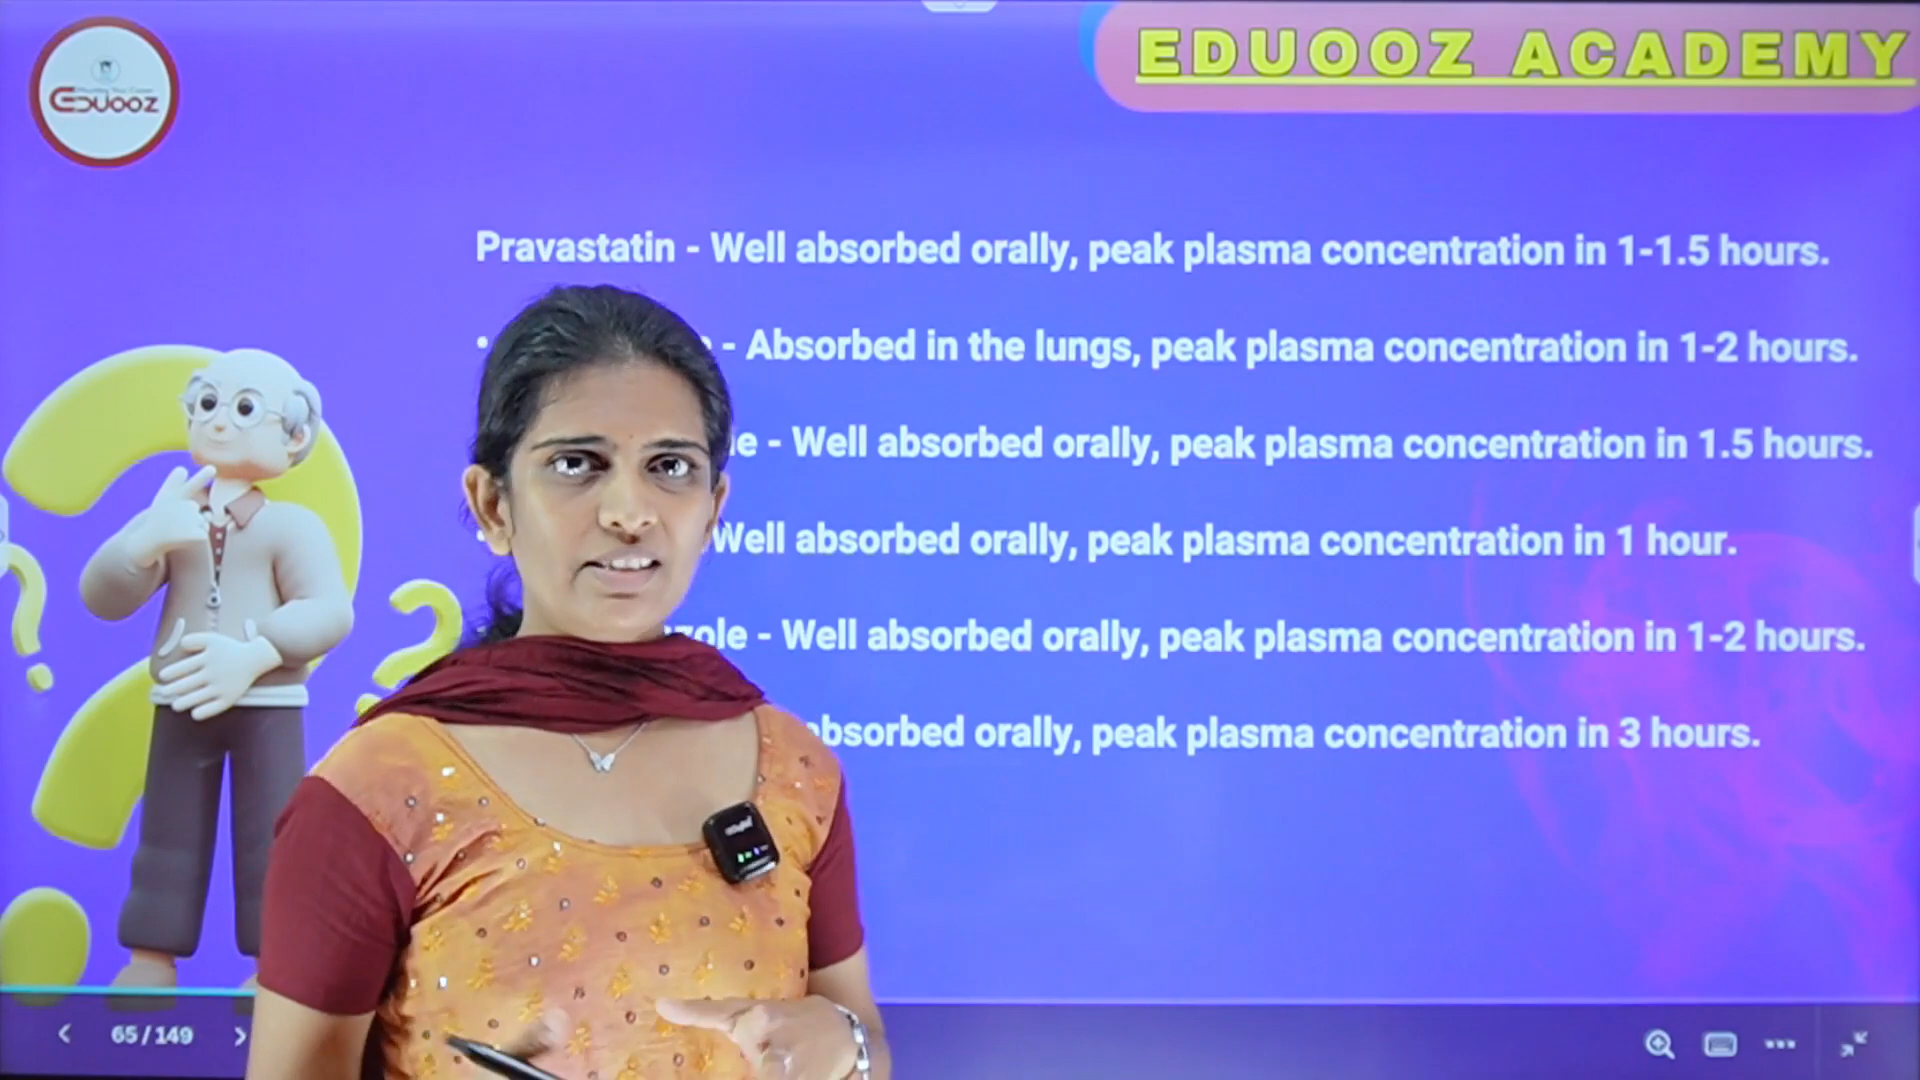 EDUOOZ
EDUOOZ ACADEMY
Pravastatin - Well absorbed orally, peak plasma concentration in 1-1.5 hours.
• - Absorbed in the lungs, peak plasma concentration in 1-2 hours.
- Well absorbed orally, peak plasma concentration in 1.5 hours.
Well absorbed orally, peak plasma concentration in 1 hour.
- Well absorbed orally, peak plasma concentration in 1-2 hours.
absorbed orally, peak plasma concentration in 3 hours.
65 / 149